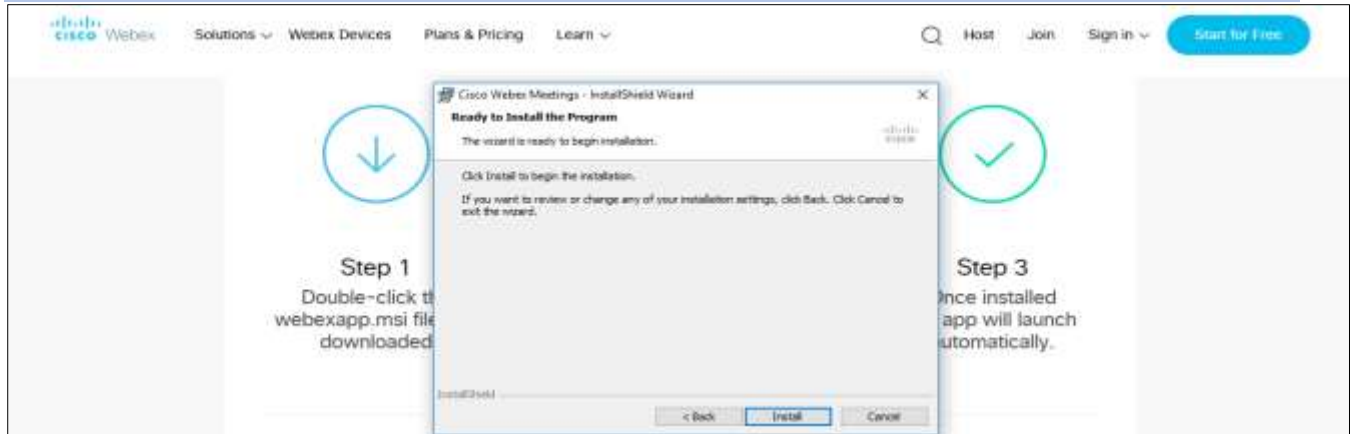 cisco Webex Solutions Webex Devices Plans & Pricing Learn Host Join Sign in Start for Free
Cisco Webex Meetings - InstallShield Wizard
Ready to Install the Program
The wizard is ready to begin installation.
cisco
Click Install to begin the installation.
If you want to review or change any of your installation settings, click Back. Click Cancel to
exit the wizard.
Step 1
Double-click
webexapp.msi
downloaded
Step 3
installed
app will launch
automatically.
InstallShield
< Back Install Cancel